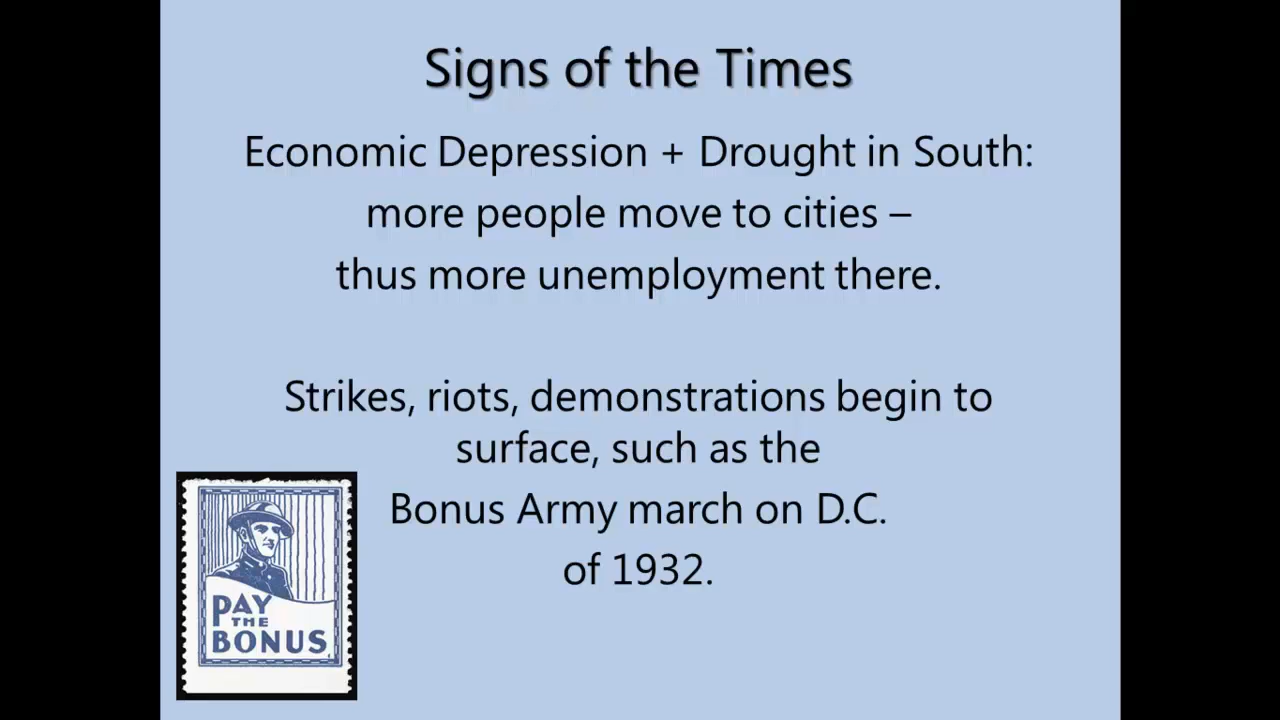 Signs of the Times
Economic Depression + Drought in South:
more people move to cities –
thus more unemployment there.
Strikes, riots, demonstrations begin to
surface, such as the
Bonus Army march on D.C.
of 1932.
PAY
THE
BONUS